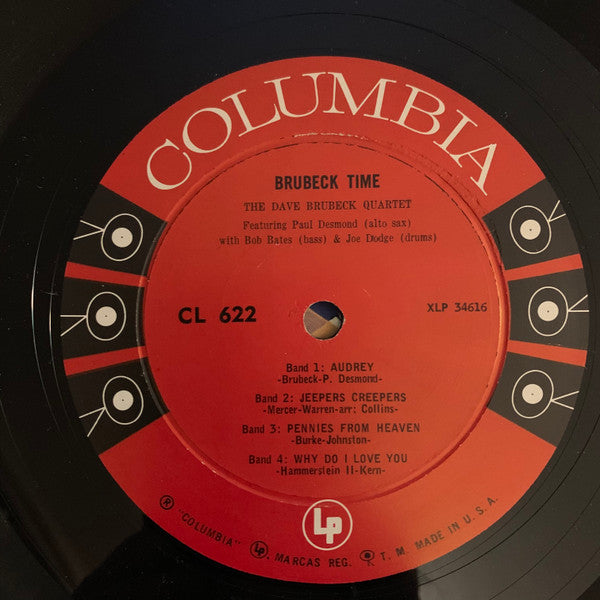 COLUMBIA
BRUBECK TIME
THE DAVE BRUBECK QUARTET
Featuring Paul Desmond (alto sax)
with Bob Bates (bass) & Joe Dodge (drums)
CL 622
XLP 34616
Band 1: AUDREY
-Brubeck-P. Desmond-
Band 2: JEEPERS CREEPERS
-Mercer-Warren-arr: Collins-
Band 3: PENNIES FROM HEAVEN
-Burke-Johnston-
Band 4: WHY DO I LOVE YOU
-Hammerstein II-Kern-
Lp
® "COLUMBIA" Lp, MARCAS REG. T. M. MADE IN U. S. A.